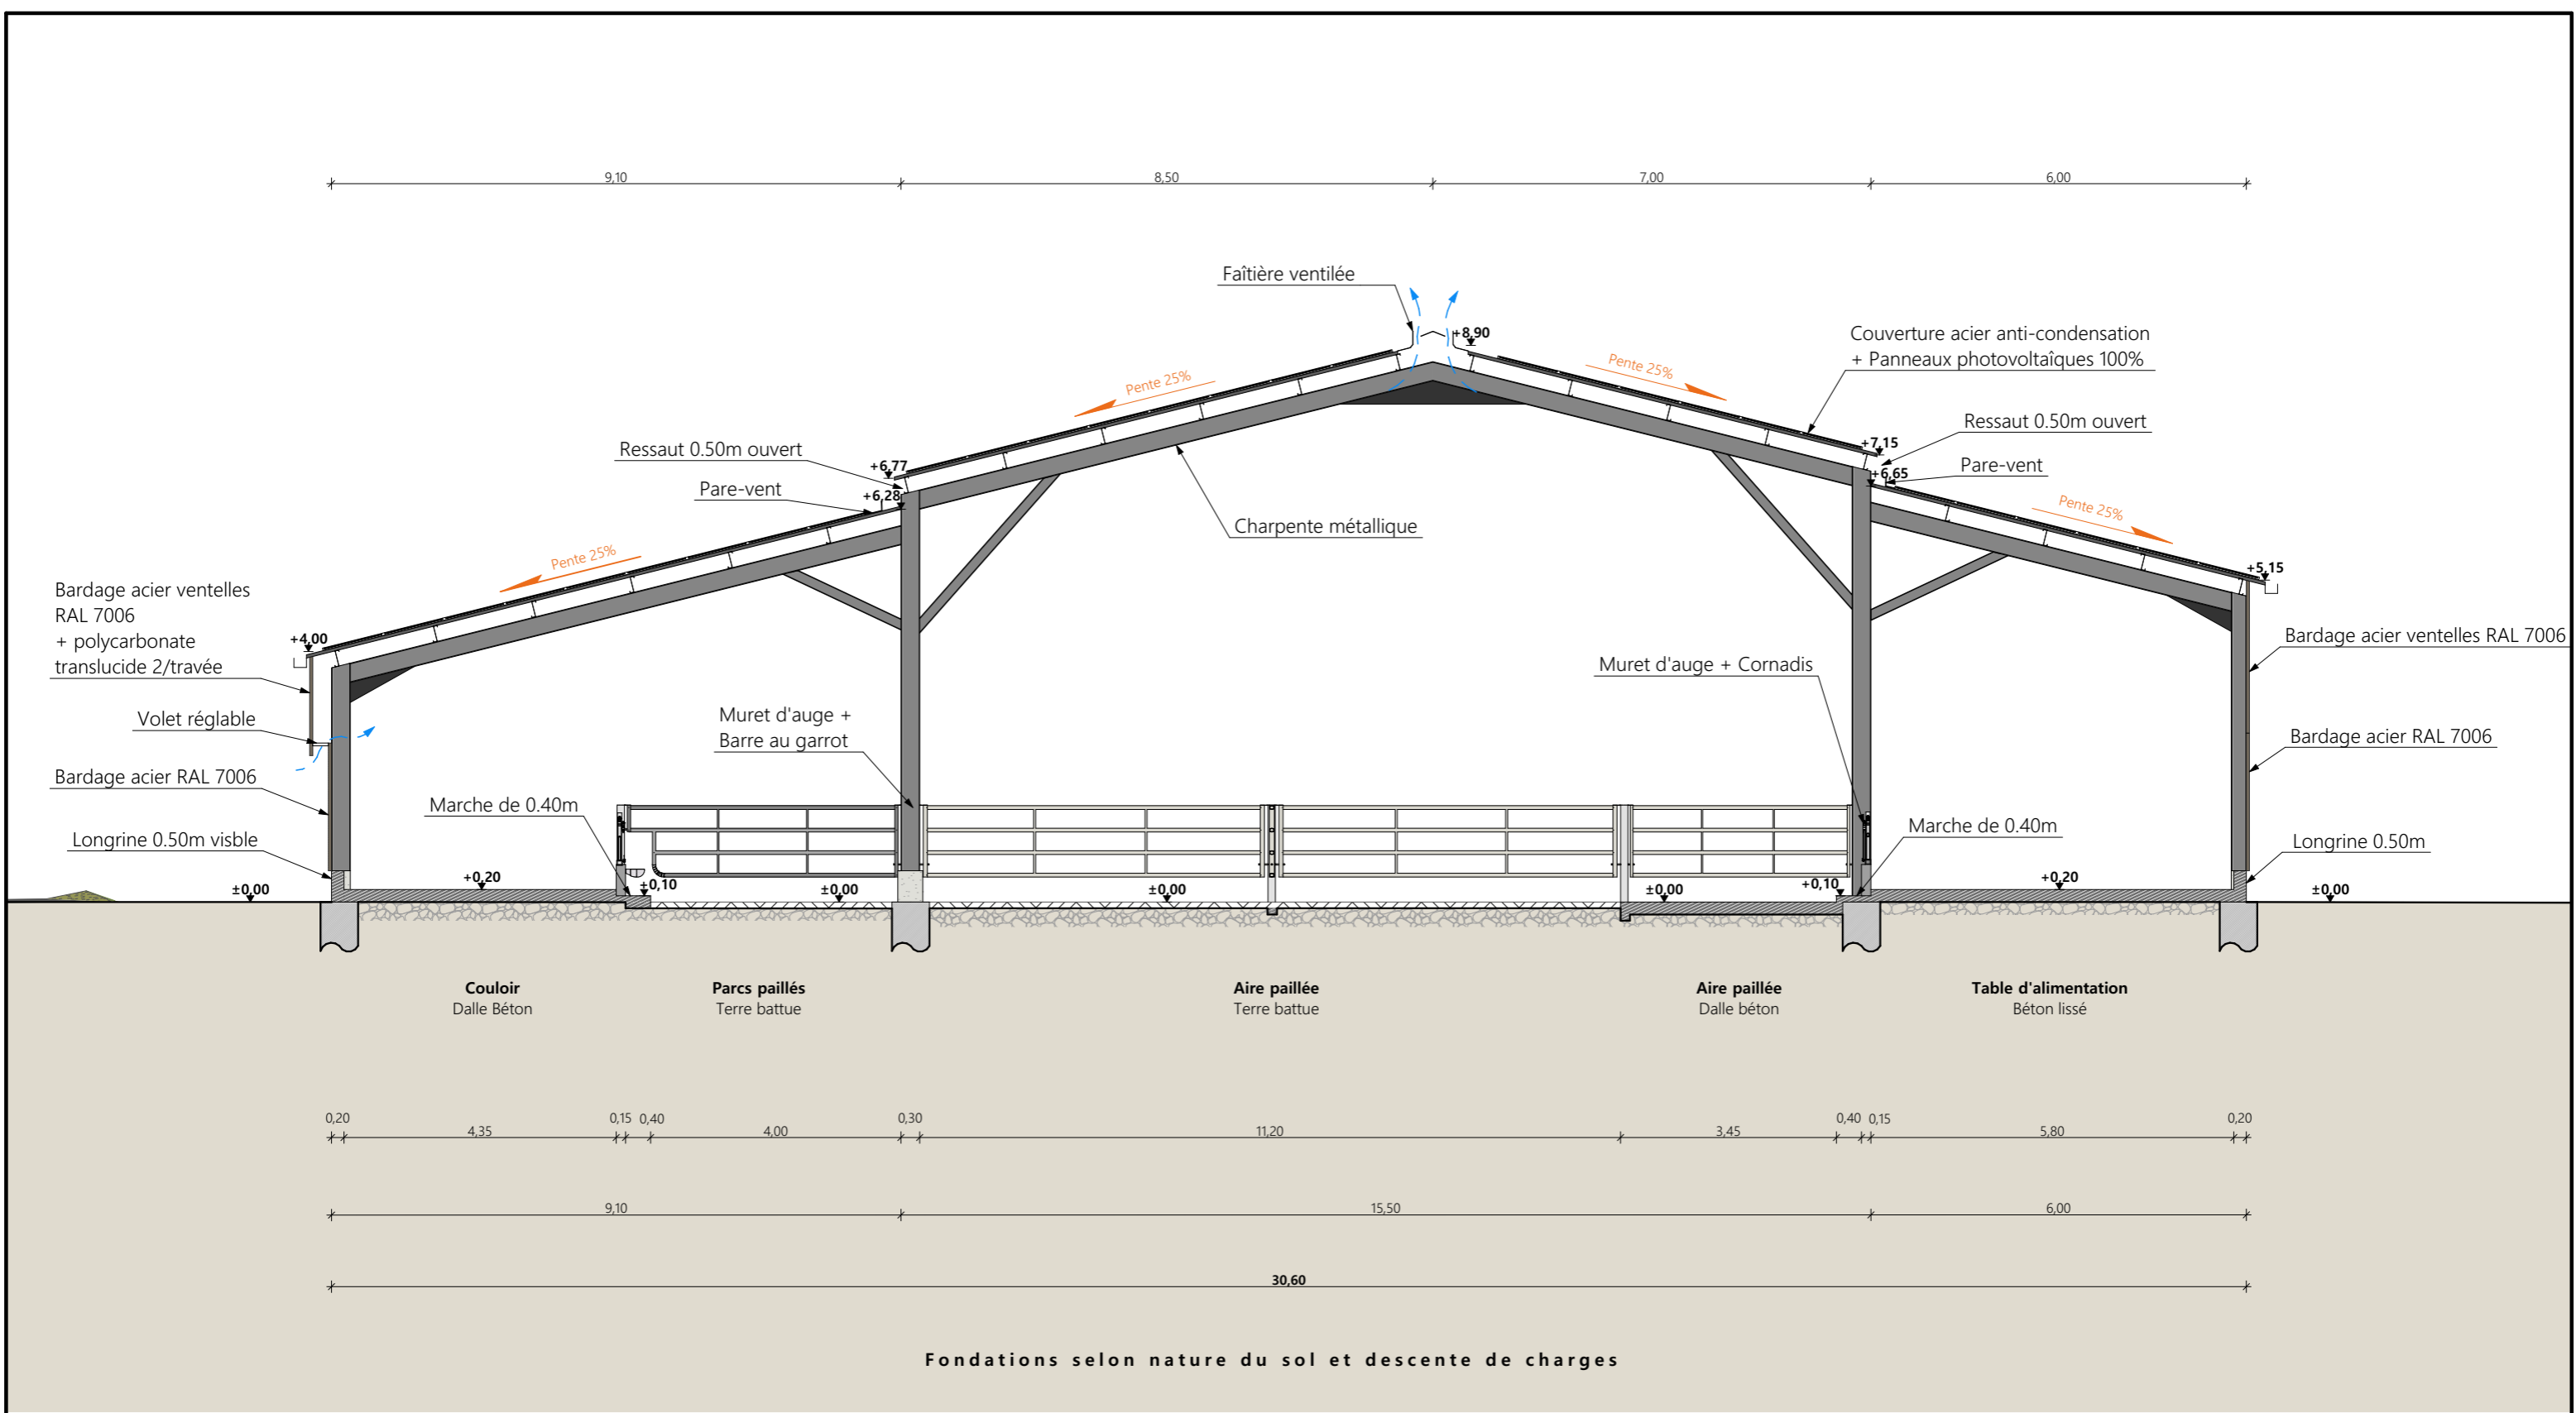 9,10
8,50
7,00
6,00
Faîtière ventilée
+8,90
Couverture acier anti-condensation
+ Panneaux photovoltaîques 100%
Pente 25%
Pente 25%
Ressaut 0.50m ouvert
+7,15
Ressaut 0.50m ouvert
+6,77
Pare-vent
+6,65
Pare-vent
+6,28
Pente 25%
Charpente métallique
Pente 25%
+5,15
Bardage acier ventelles
RAL 7006
+ polycarbonate
translucide 2/travée
+4,00
Bardage acier ventelles RAL 7006
Muret d'auge + Cornadis
Volet réglable
Muret d'auge +
Barre au garrot
Bardage acier RAL 7006
Bardage acier RAL 7006
Marche de 0.40m
Marche de 0.40m
Longrine 0.50m visble
Longrine 0.50m
±0,00
+0,20
+0,10
±0,00
±0,00
±0,00
+0,10
+0,20
±0,00
Couloir
Dalle Béton
Parcs paillés
Terre battue
Aire paillée
Terre battue
Aire paillée
Dalle béton
Table d'alimentation
Béton lissé
0,20
4,35
0,15
0,40
4,00
0,30
11,20
3,45
0,40
0,15
5,80
0,20
9,10
15,50
6,00
30,60
Fondations selon nature du sol et descente de charges